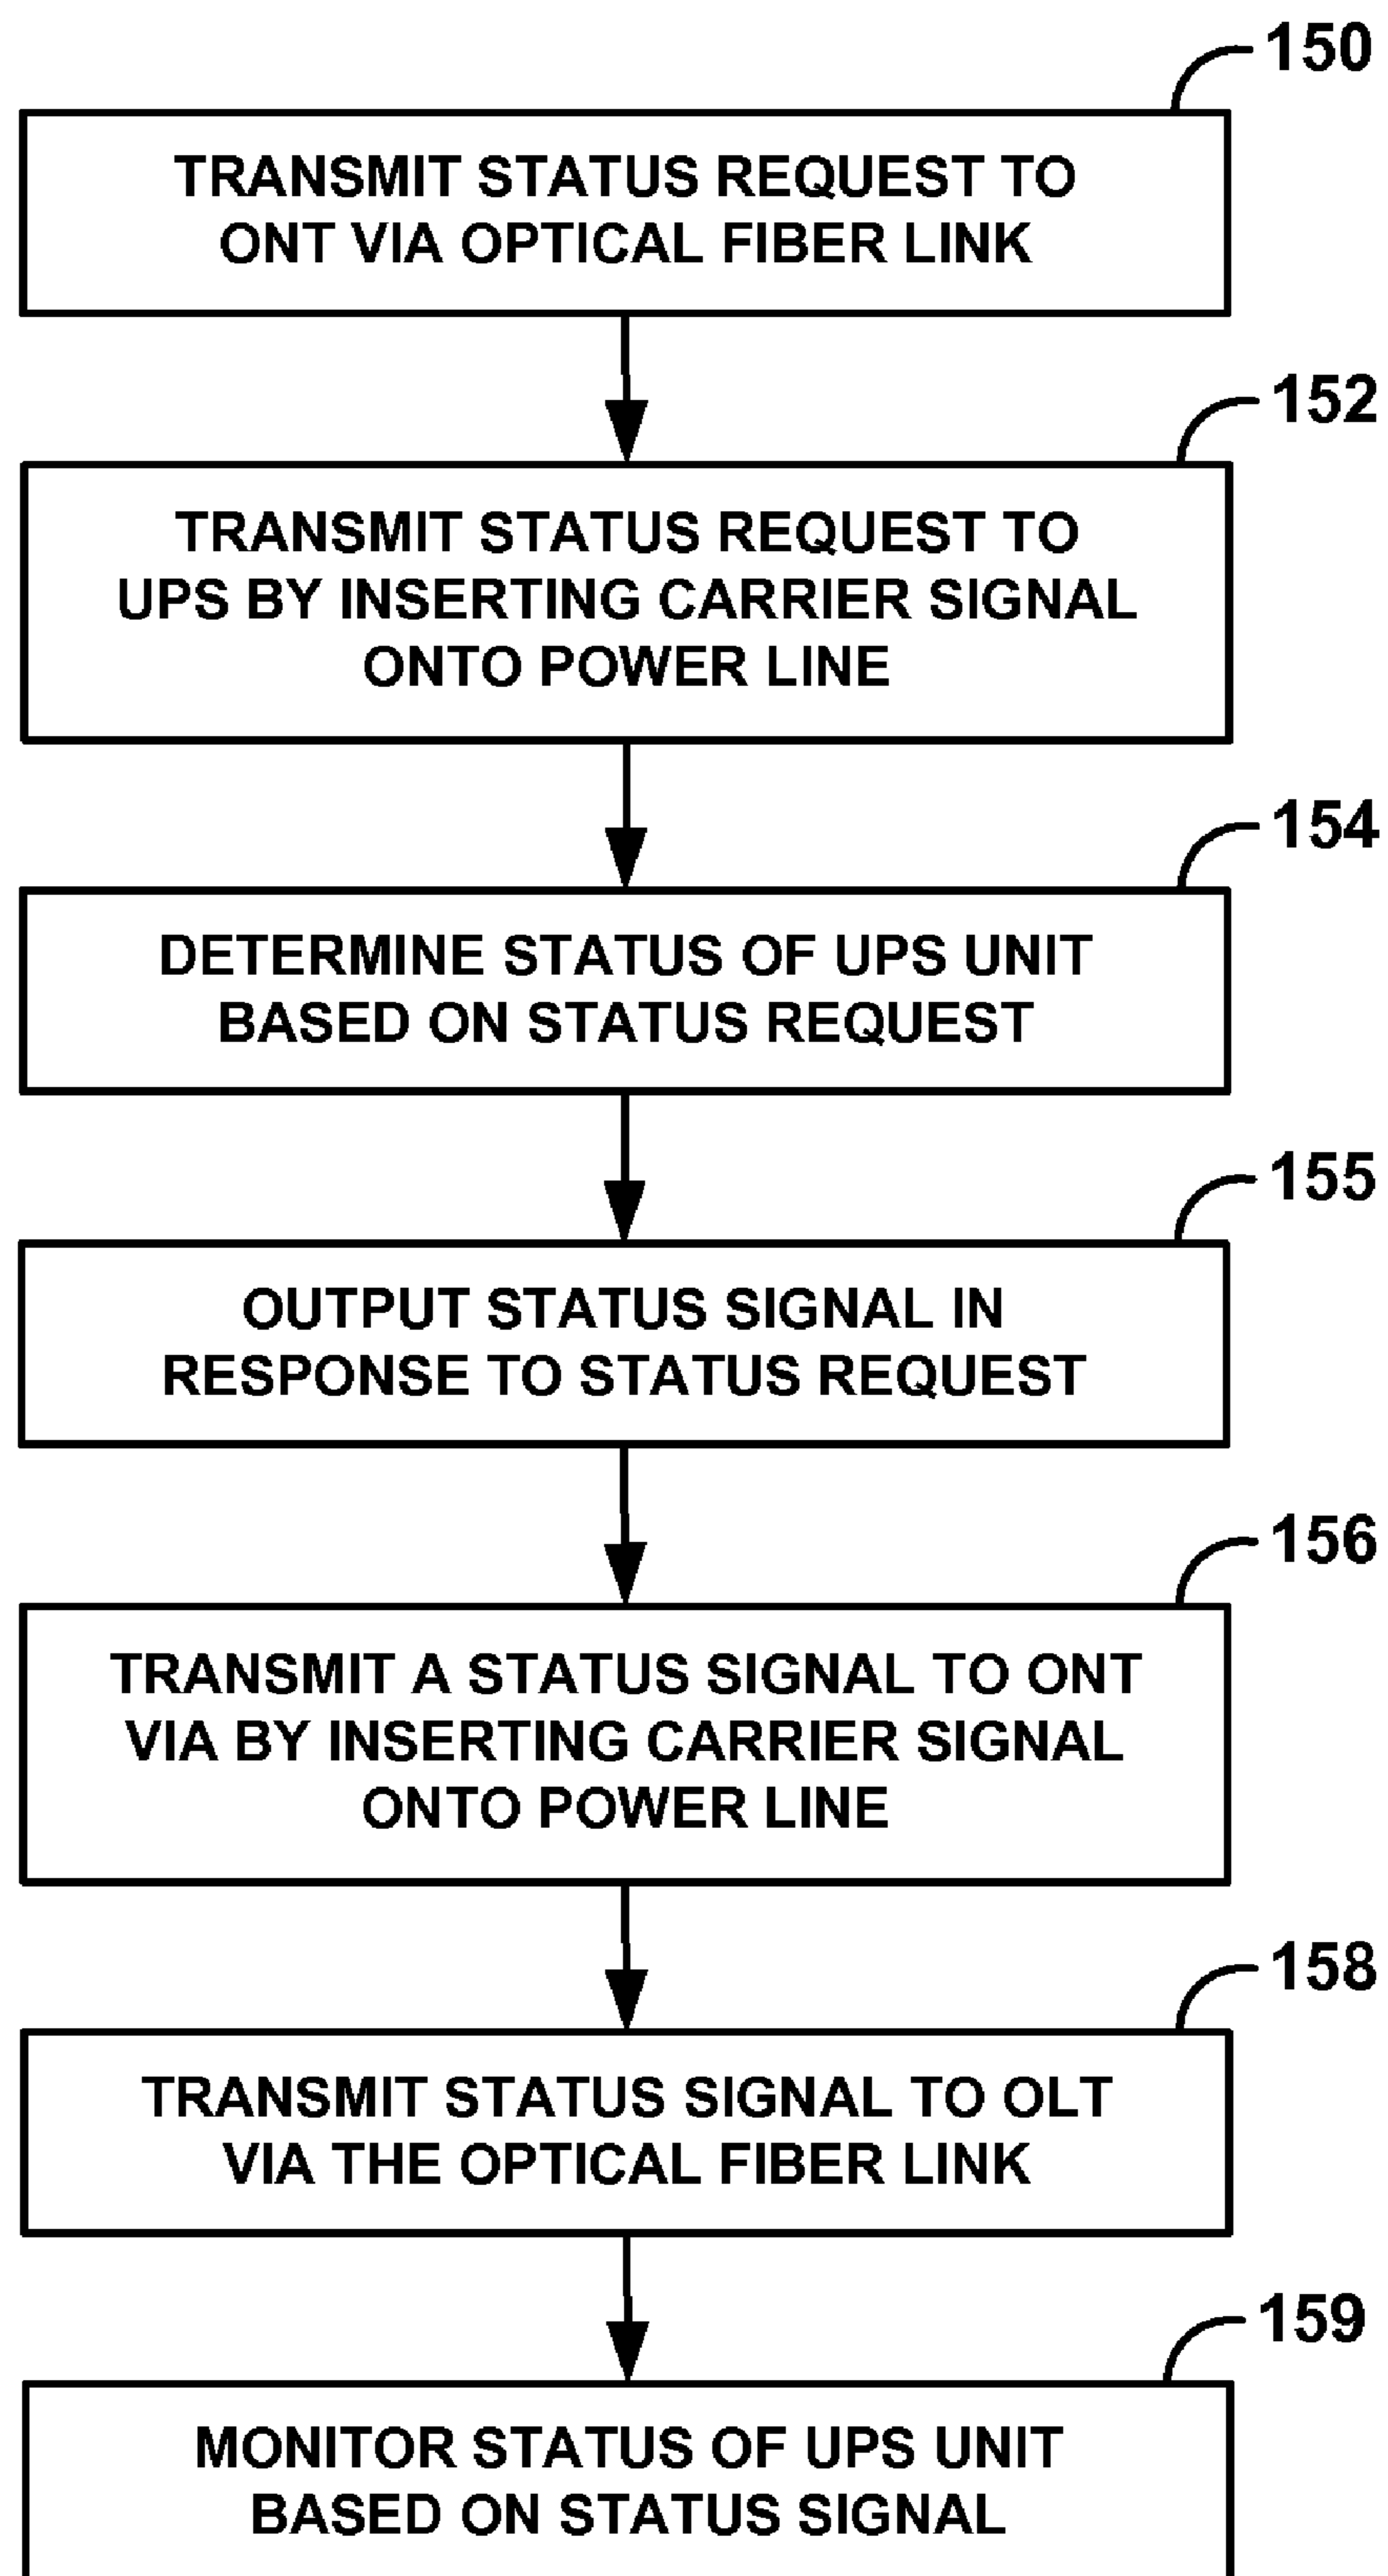 150
TRANSMIT STATUS REQUEST TO
ONT VIA OPTICAL FIBER LINK
152
TRANSMIT STATUS REQUEST TO
UPS BY INSERTING CARRIER SIGNAL
ONTO POWER LINE
154
DETERMINE STATUS OF UPS UNIT
BASED ON STATUS REQUEST
155
OUTPUT STATUS SIGNAL IN
RESPONSE TO STATUS REQUEST
156
TRANSMIT A STATUS SIGNAL TO ONT
VIA BY INSERTING CARRIER SIGNAL
ONTO POWER LINE
158
TRANSMIT STATUS SIGNAL TO OLT
VIA THE OPTICAL FIBER LINK
159
MONITOR STATUS OF UPS UNIT
BASED ON STATUS SIGNAL